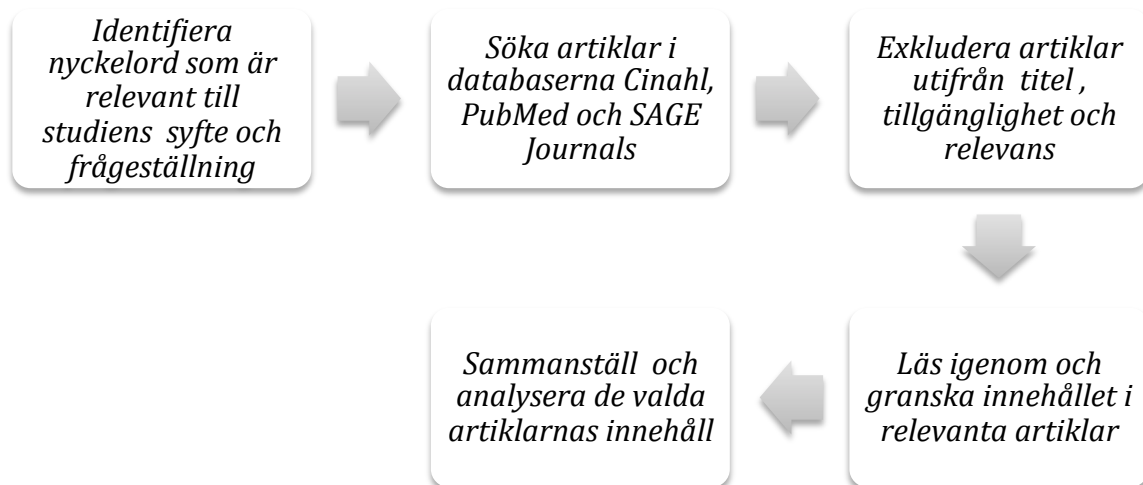 Identifiera
nyckelord som är
relevant till
studiens syfte och
frågeställning
Söka artiklar i
databaserna Cinahl,
PubMed och SAGE
Journals
Exkludera artiklar
utifrån titel ,
tillgänglighet och
relevans
Läs igenom och
granska innehållet i
relevanta artiklar
Sammanställ och
analysera de valda
artiklarnas innehåll